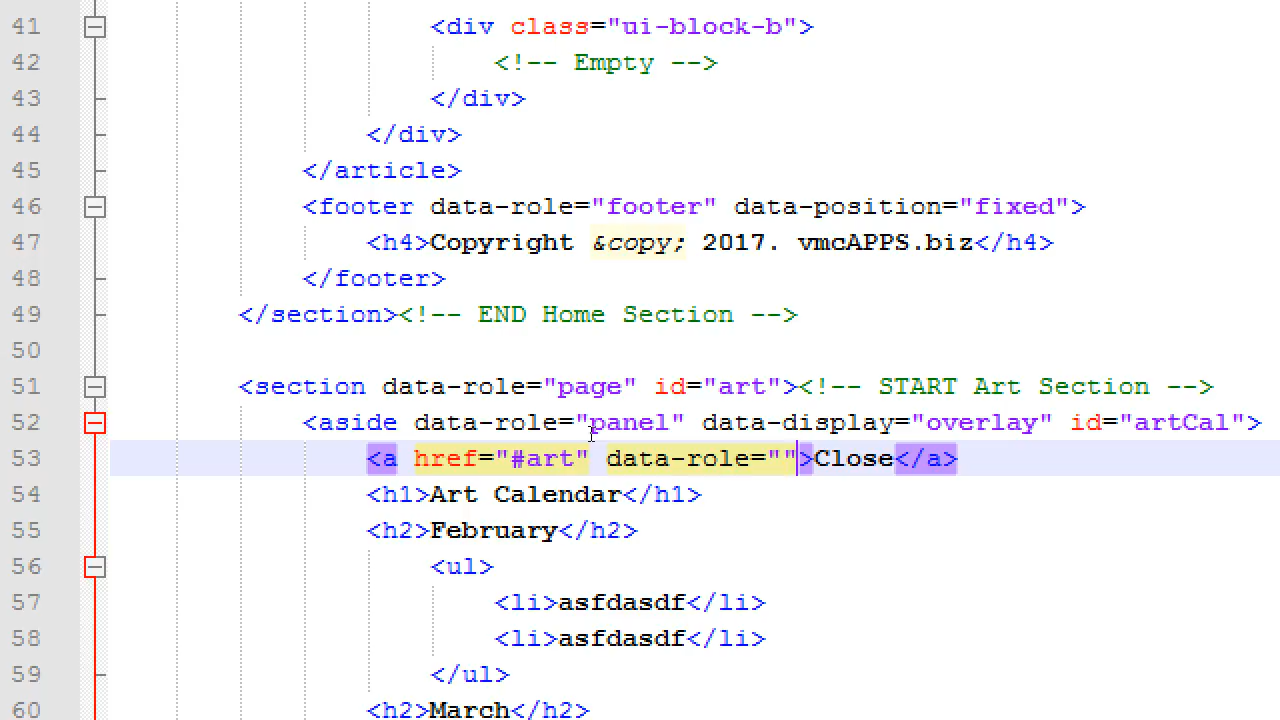 41 <div class="ui-block-b">
42 <!-- Empty -->
43 </div>
44 </div>
45 </article>
46 <footer data-role="footer" data-position="fixed">
47 <h4>Copyright &copy; 2017. vmcAPPS.biz</h4>
48 </footer>
49 </section><!-- END Home Section -->
50
51 <section data-role="page" id="art"><!-- START Art Section -->
52 <aside data-role="panel" data-display="overlay" id="artCal">
53 <a href="#art" data-role="">Close</a>
54 <h1>Art Calendar</h1>
55 <h2>February</h2>
56 <ul>
57 <li>asfdasdf</li>
58 <li>asfdasdf</li>
59 </ul>
60 <h2>March</h2>